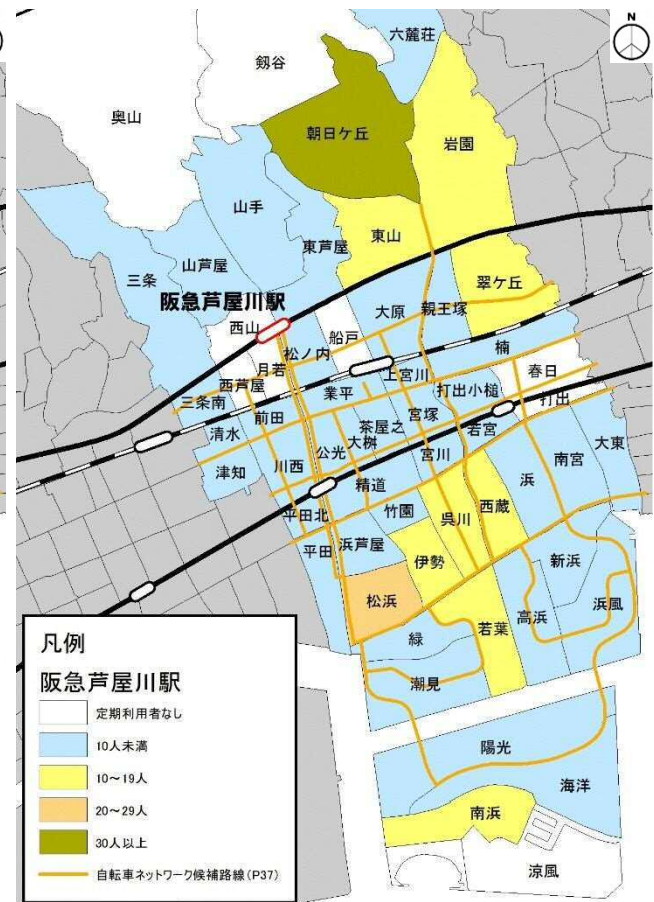 N
六麓荘
剱谷
奥山
朝日ケ丘
岩園
山手
東芦屋
東山
山芦屋
三条
翠ケ丘
阪急芦屋川駅
大原
親王塚
西山
船戸
松ノ内
楠
月若
上宮川
春日
西芦屋
業平
打出小槌
打出
三条南
前田
宮塚
茶屋之
若宮
清水
大桝
公光
宮川
南宮
大東
津知
川西
浜
精道
西蔵
竹園
呉川
平田北
平田
浜芦屋
伊勢
新浜
松浜
浜風
高浜
若葉
緑
潮見
陽光
海洋
南浜
涼風
凡例
阪急芦屋川駅
定期利用者なし
10人未満
10～19人
20～29人
30人以上
自転車ネットワーク候補路線(P37)